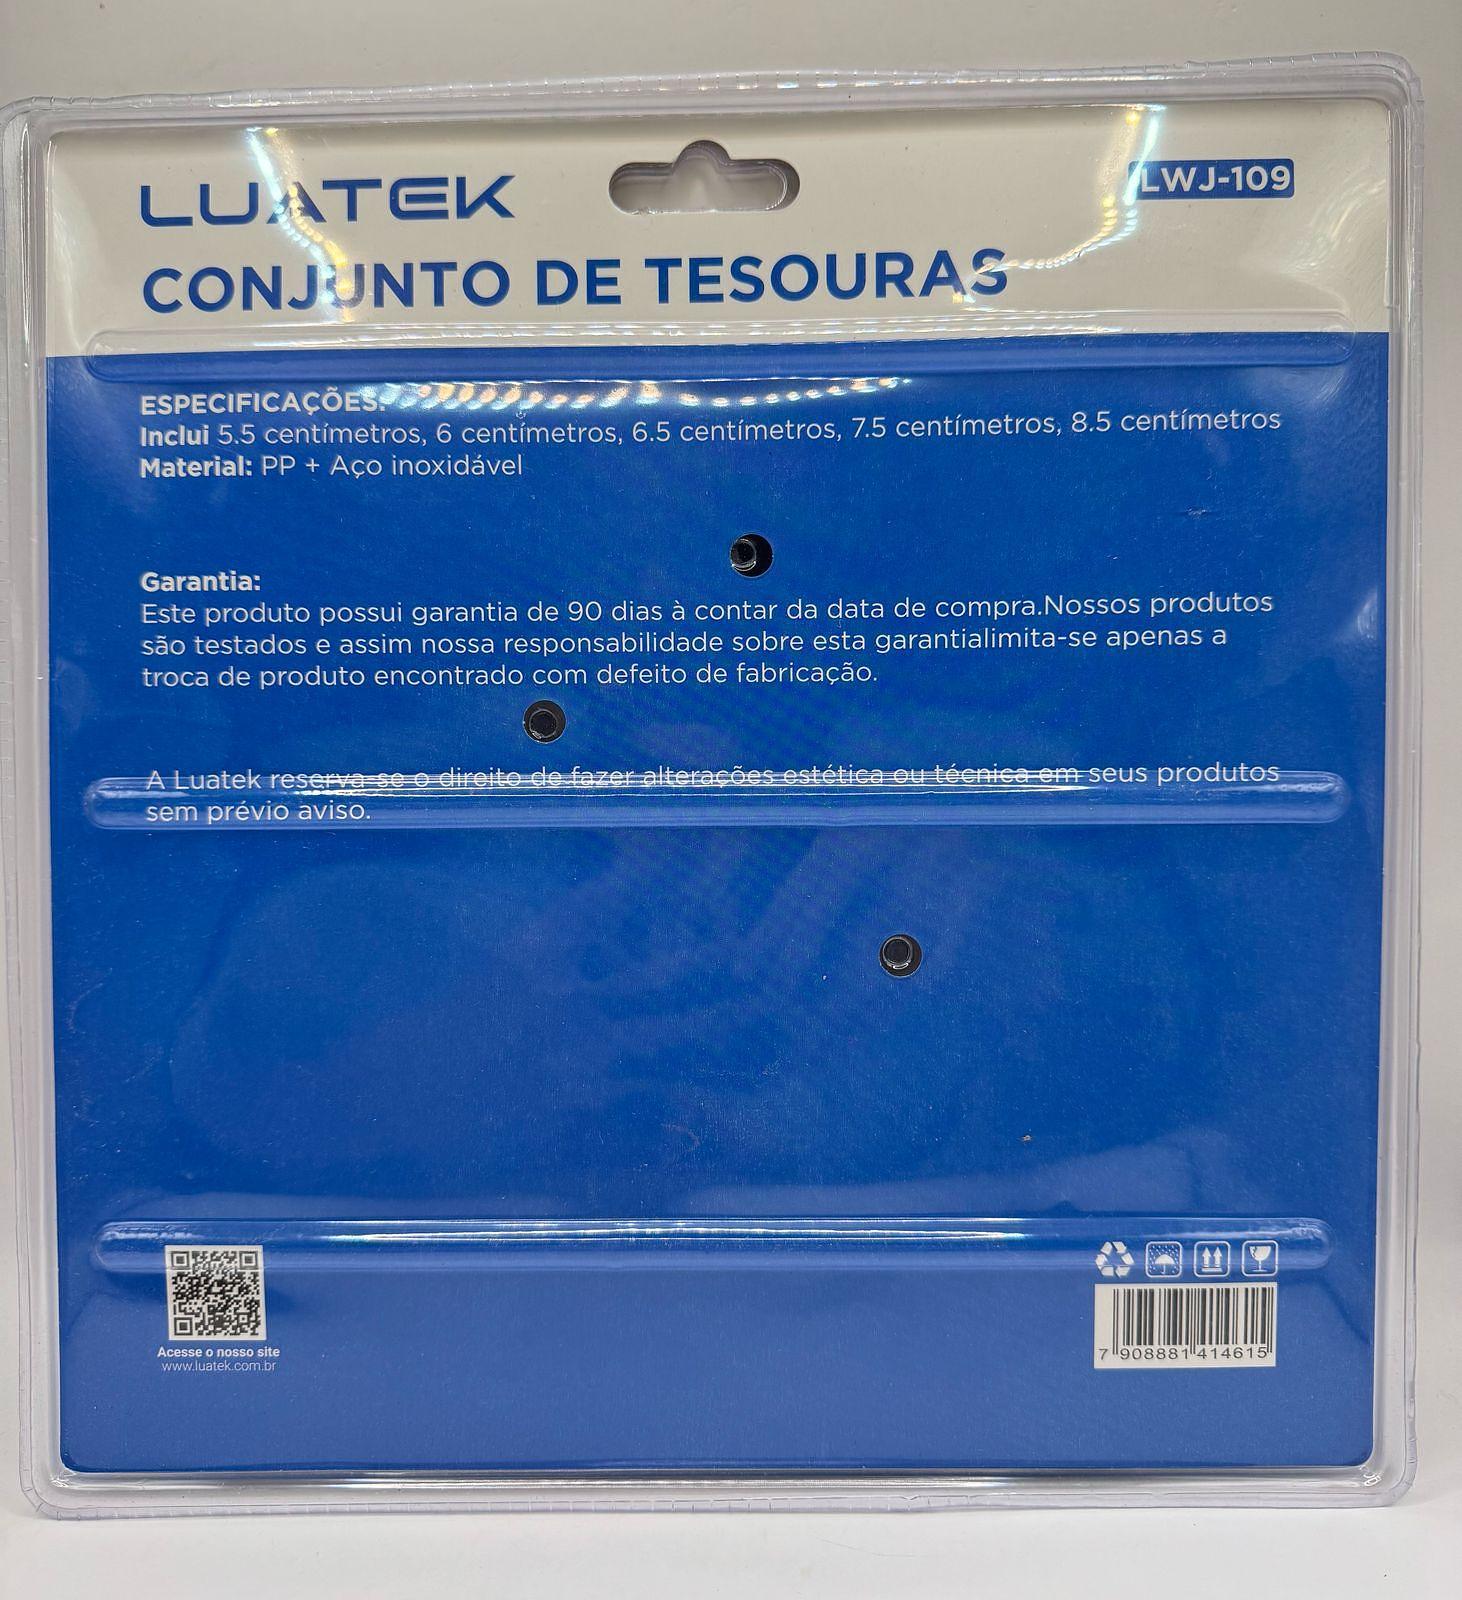 LUATEK
LWJ-109
CONJUNTO DE TESOURAS
ESPECIFICAÇÕES:
Inclui 5.5 centímetros, 6 centímetros, 6.5 centímetros, 7.5 centímetros, 8.5 centímetros
Material: PP + Aço inoxidável
Garantia:
Este produto possui garantia de 90 dias à contar da data de compra.Nossos produtos
são testados e assim nossa responsabilidade sobre esta garantialimita-se apenas a
troca de produto encontrado com defeito de fabricação.
A Luatek reserva-se o direito de fazer alterações estética ou técnica em seus produtos
sem prévio aviso.
Acesse o nosso site
www.luatek.com.br
7 908881 414615